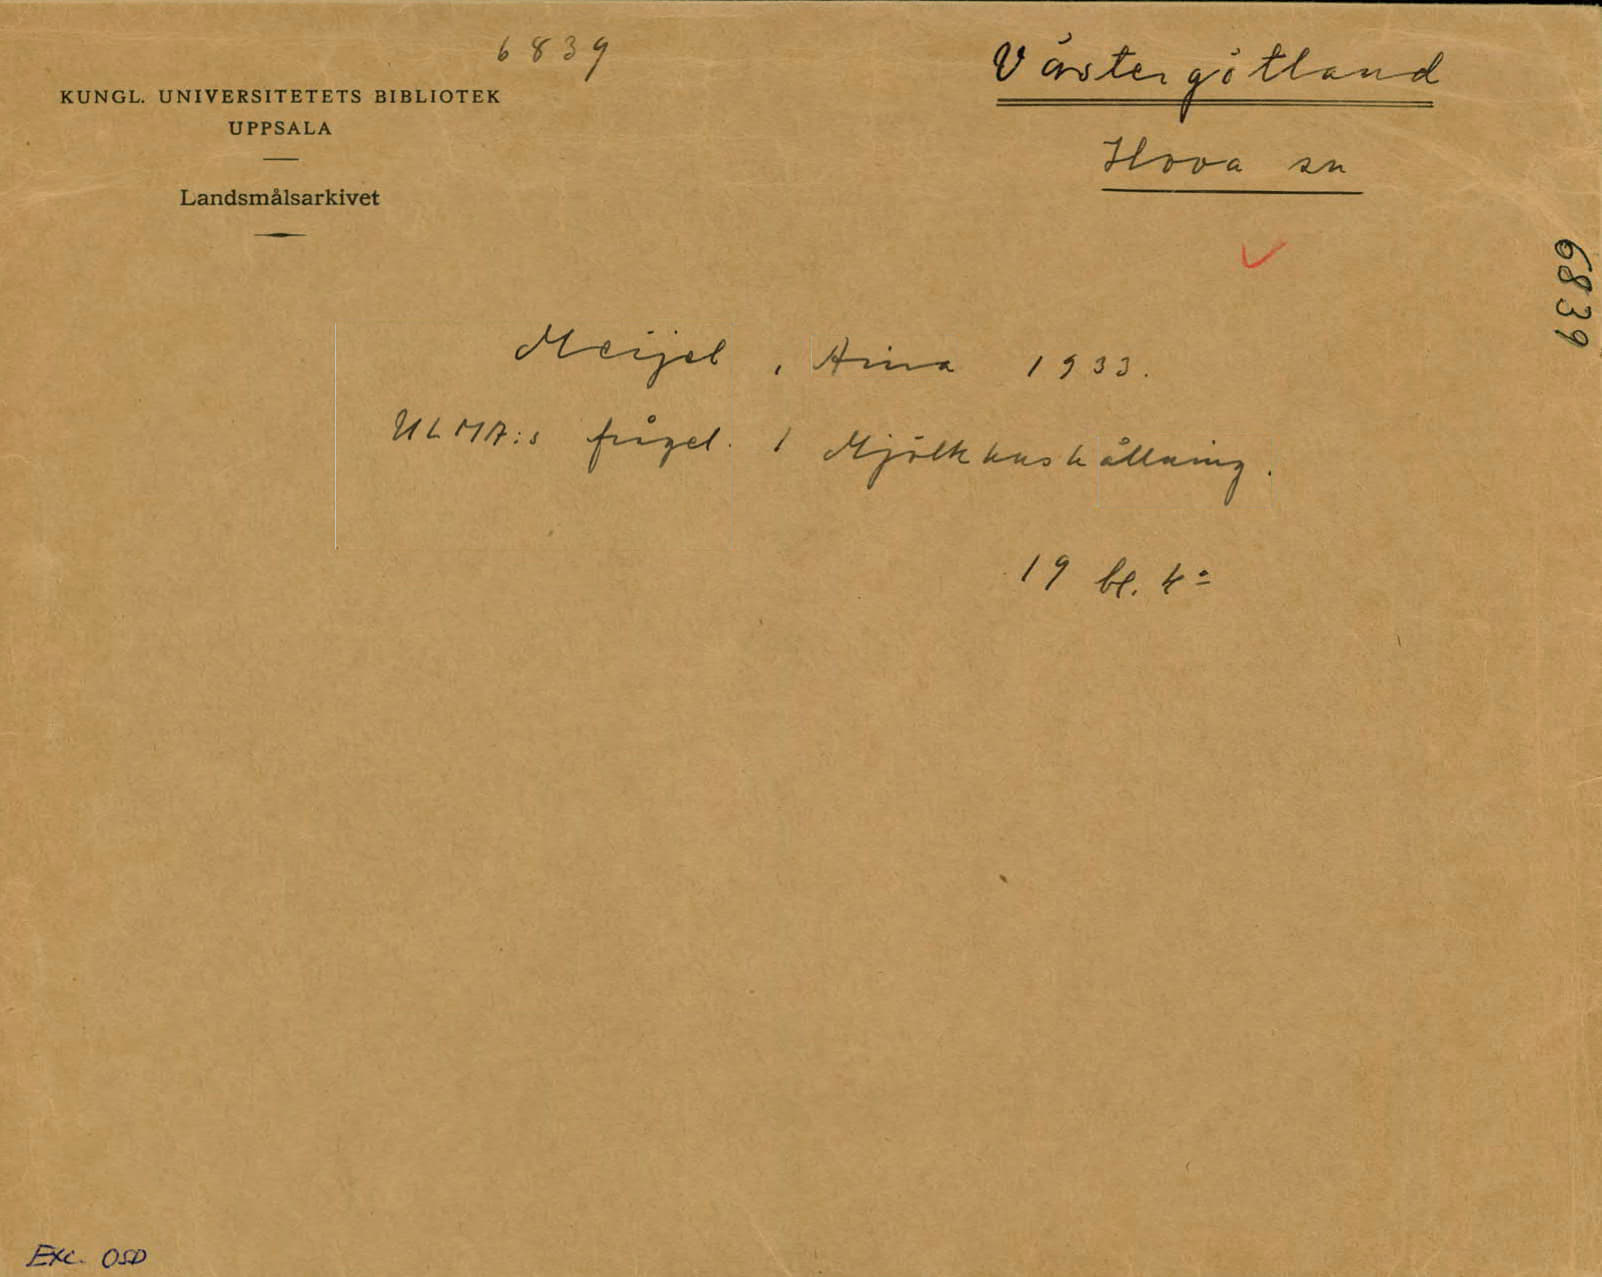 6839
KUNGL. UNIVERSITETETS BIBLIOTEK
UPPSALA
Landsmålsarkivet
Västergötland
Hova sn
6839
Meijel, Aina 1933.
ULMA:s frågel. 1 Mjölkhushållning.
19 bl. 4:o
Exc. OSD